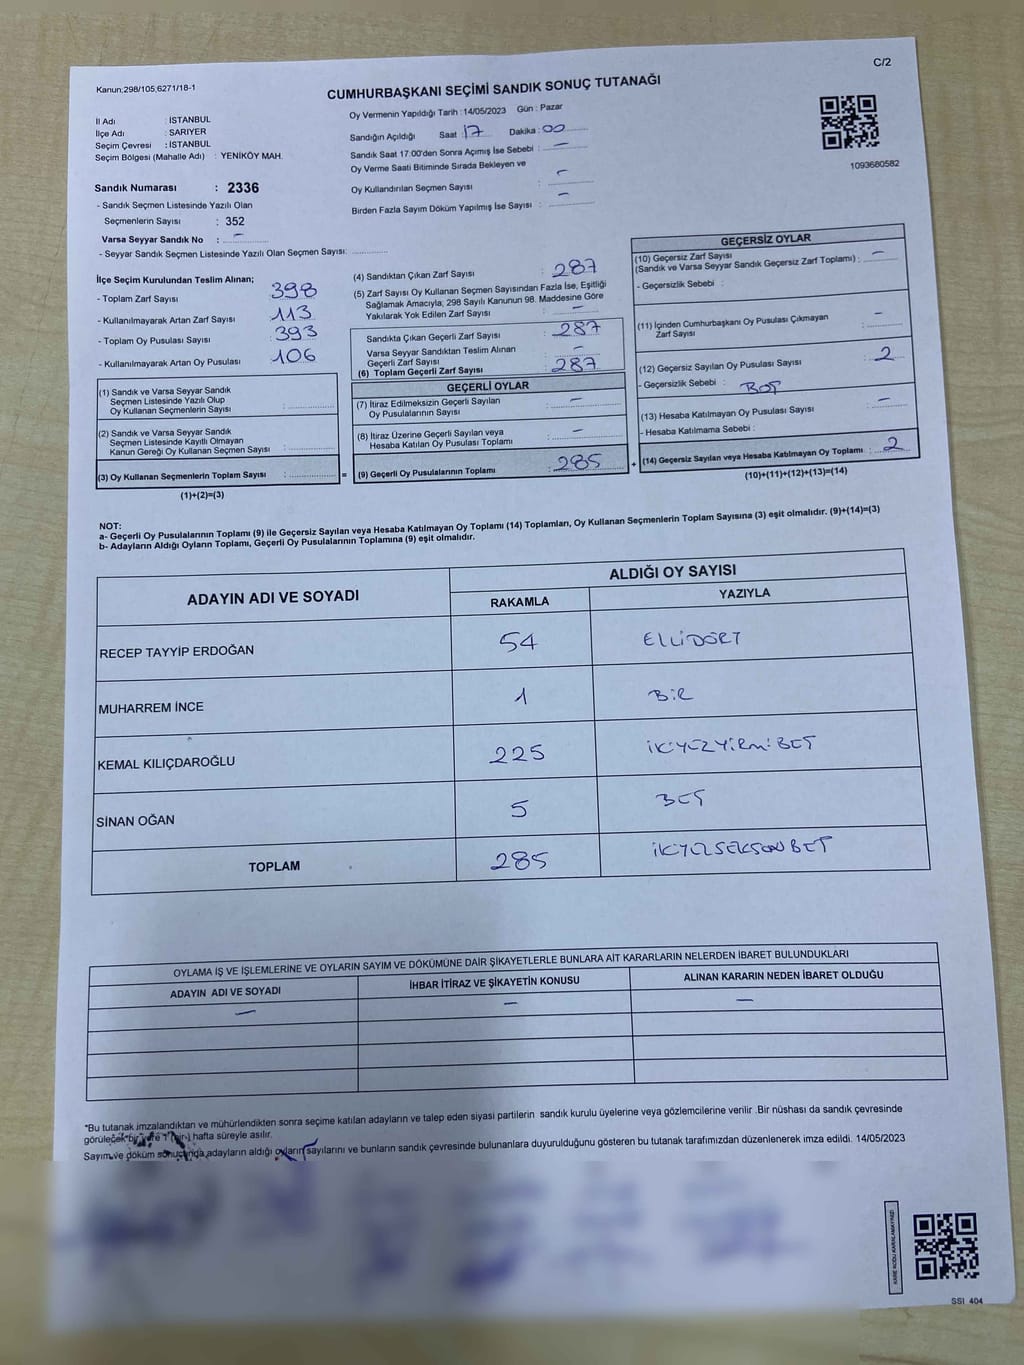 C/2
Kanun;298/105,6271/18-1
CUMHURBAŞKANI SEÇİMİ SANDIK SONUÇ TUTANAĞI
Oy Vermenin Yapıldığı Tarih : 14/05/2023 Gün : Pazar
İl Adı : İSTANBUL
İlçe Adı : SARIYER
Seçim Çevresi : İSTANBUL
Seçim Bölgesi (Mahalle Adı) : YENİKÖY MAH.
Sandığın Açıldığı Saat : 17 Dakika : 00
Sandık Saat 17:00'den Sonra Açımış İse Sebebi : –
Oy Verme Saati Bitiminde Sırada Bekleyen ve
Oy Kullandırılan Seçmen Sayısı : –
Birden Fazla Sayım Döküm Yapılmış İse Sayısı : –
1093680582
Sandık Numarası : 2336
- Sandık Seçmen Listesinde Yazılı Olan
Seçmenlerin Sayısı : 352
Varsa Seyyar Sandık No : –
- Seyyar Sandık Seçmen Listesinde Yazılı Olan Seçmen Sayısı:
İlçe Seçim Kurulundan Teslim Alınan;
- Toplam Zarf Sayısı 398
- Kullanılmayarak Artan Zarf Sayısı 113
- Toplam Oy Pusulası Sayısı 393
- Kullanılmayarak Artan Oy Pusulası 106
(1) Sandık ve Varsa Seyyar Sandık
Seçmen Listesinde Yazılı Olup
Oy Kullanan Seçmenlerin Sayısı :
(2) Sandık ve Varsa Seyyar Sandık
Seçmen Listesinde Kayıtlı Olmayan
Kanun Gereği Oy Kullanan Seçmen Sayısı :
(3) Oy Kullanan Seçmenlerin Toplam Sayısı :
(1)+(2)=(3)
(4) Sandıktan Çıkan Zarf Sayısı : 287
(5) Zarf Sayısı Oy Kullanan Seçmen Sayısından Fazla İse, Eşitliği
Sağlamak Amacıyla; 298 Sayılı Kanunun 98. Maddesine Göre
Yakılarak Yok Edilen Zarf Sayısı : –
Sandıkta Çıkan Geçerli Zarf Sayısı : 287
Varsa Seyyar Sandıktan Teslim Alınan
Geçerli Zarf Sayısı : –
(6) Toplam Geçerli Zarf Sayısı : 287
GEÇERLİ OYLAR
(7) İtiraz Edilmeksizin Geçerli Sayılan
Oy Pusulalarının Sayısı : –
(8) İtiraz Üzerine Geçerli Sayılan veya
Hesaba Katılan Oy Pusulası Toplamı : –
= (9) Geçerli Oy Pusulalarının Toplamı : 285
GEÇERSİZ OYLAR
(10) Geçersiz Zarf Sayısı
(Sandık ve Varsa Seyyar Sandık Geçersiz Zarf Toplamı) : –
- Geçersizlik Sebebi :
(11) İçinden Cumhurbaşkanı Oy Pusulası Çıkmayan
Zarf Sayısı : –
(12) Geçersiz Sayılan Oy Pusulası Sayısı : 2
- Geçersizlik Sebebi : BOŞ
(13) Hesaba Katılmayan Oy Pusulası Sayısı : –
- Hesaba Katılmama Sebebi :
+ (14) Geçersiz Sayılan veya Hesaba Katılmayan Oy Toplamı : 2
(10)+(11)+(12)+(13)=(14)
NOT:
a- Geçerli Oy Pusulalarının Toplamı (9) ile Geçersiz Sayılan veya Hesaba Katılmayan Oy Toplamı (14) Toplamları, Oy Kullanan Seçmenlerin Toplam Sayısına (3) eşit olmalıdır. (9)+(14)=(3)
b- Adayların Aldığı Oyların Toplamı, Geçerli Oy Pusulalarının Toplamına (9) eşit olmalıdır.
ADAYIN ADI VE SOYADI ALDIĞI OY SAYISI
RAKAMLA YAZIYLA
RECEP TAYYİP ERDOĞAN 54 ELLİDÖRT
MUHARREM İNCE 1 BİR
KEMAL KILIÇDAROĞLU 225 İKİYÜZYİRMİBEŞ
SİNAN OĞAN 5 BEŞ
TOPLAM 285 İKİYÜZSEKSENBEŞ
OYLAMA İŞ VE İŞLEMLERİNE VE OYLARIN SAYIM VE DÖKÜMÜNE DAİR ŞİKAYETLERLE BUNLARA AİT KARARLARIN NELERDEN İBARET BULUNDUKLARI
ADAYIN ADI VE SOYADI İHBAR İTİRAZ VE ŞİKAYETİN KONUSU ALINAN KARARIN NEDEN İBARET OLDUĞU
– – –
"Bu tutanak imzalandıktan ve mühürlendikten sonra seçime katılan adayların ve talep eden siyasi partilerin sandık kurulu üyelerine veya gözlemcilerine verilir .Bir nüshası da sandık çevresinde
görülecek bir yere 1 (bir) hafta süreyle asılır.
Sayım ve döküm sonucunda adayların aldığı oyların sayılarını ve bunların sandık çevresinde bulunanlara duyurulduğunu gösteren bu tutanak tarafımızdan düzenlenerek imza edildi. 14/05/2023
SSI 404